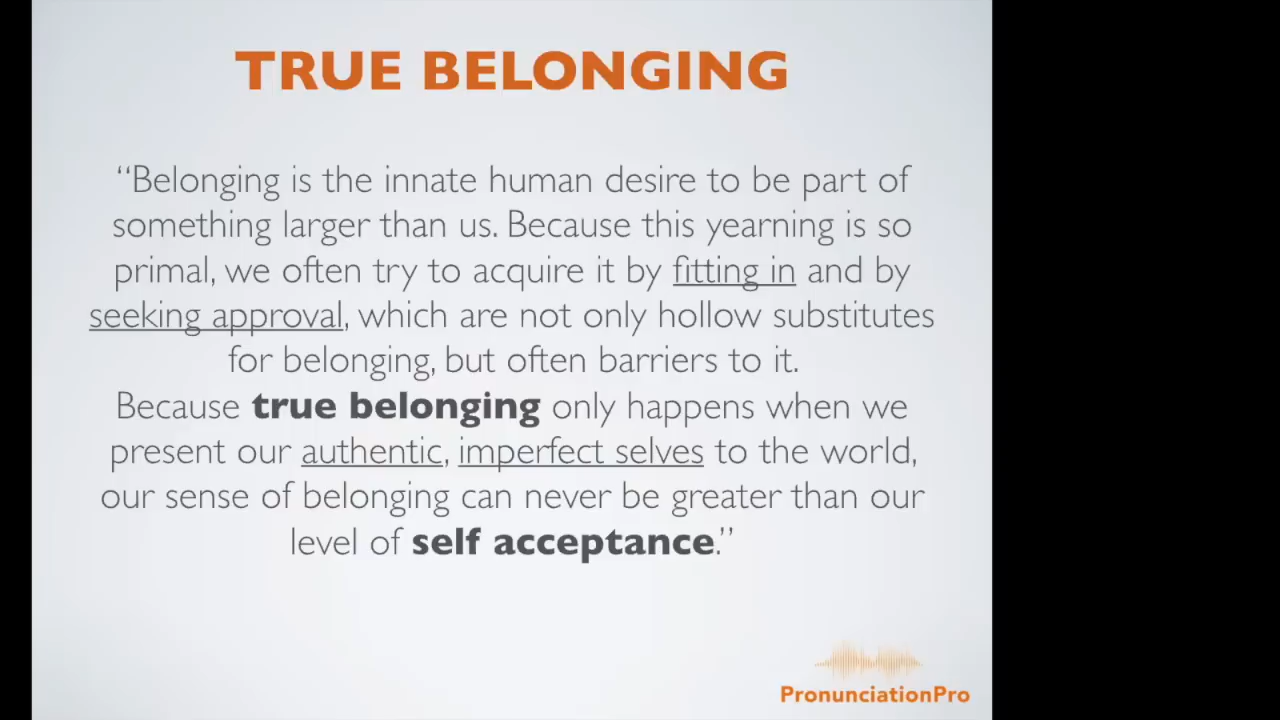 TRUE BELONGING
“Belonging is the innate human desire to be part of
something larger than us. Because this yearning is so
primal, we often try to acquire it by fitting in and by
seeking approval, which are not only hollow substitutes
for belonging, but often barriers to it.
Because true belonging only happens when we
present our authentic, imperfect selves to the world,
our sense of belonging can never be greater than our
level of self acceptance.”
PronunciationPro